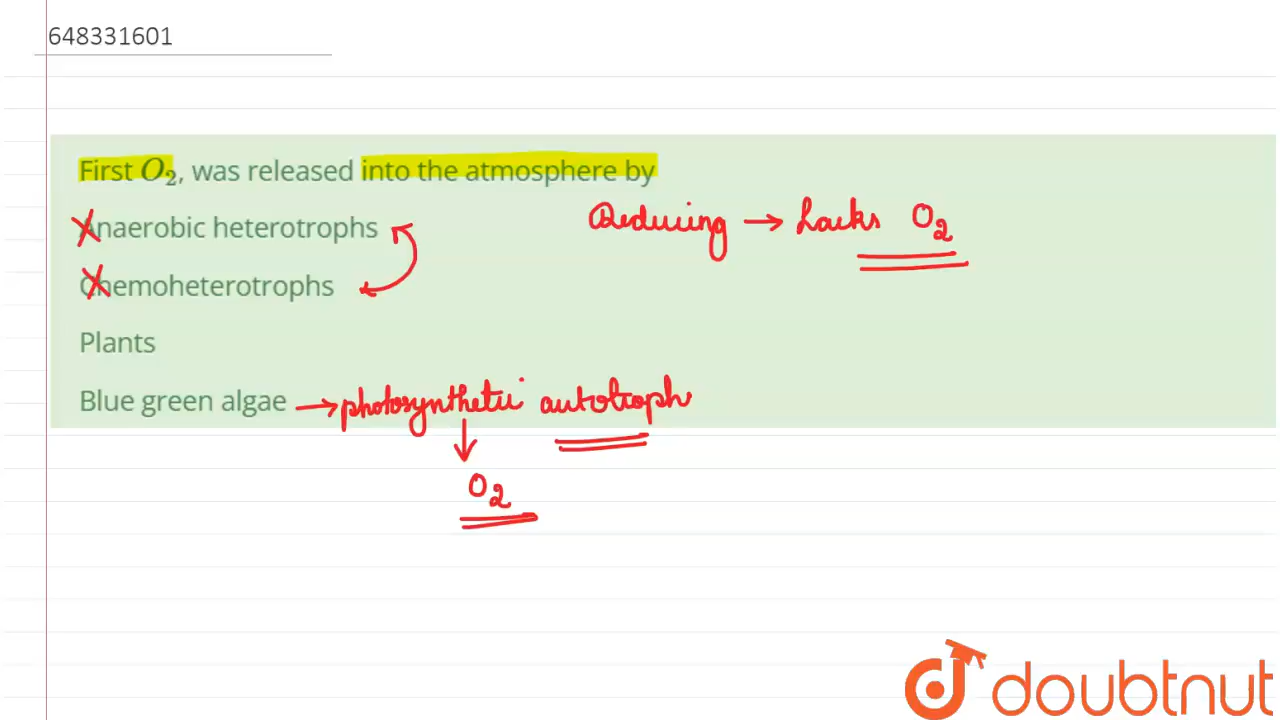 648331601
First O₂, was released into the atmosphere by
Anaerobic heterotrophs
Reducing → Lacks O₂
Chemoheterotrophs
Plants
Blue green algae → photosynthetic autotroph
↓
O₂
doubtnut